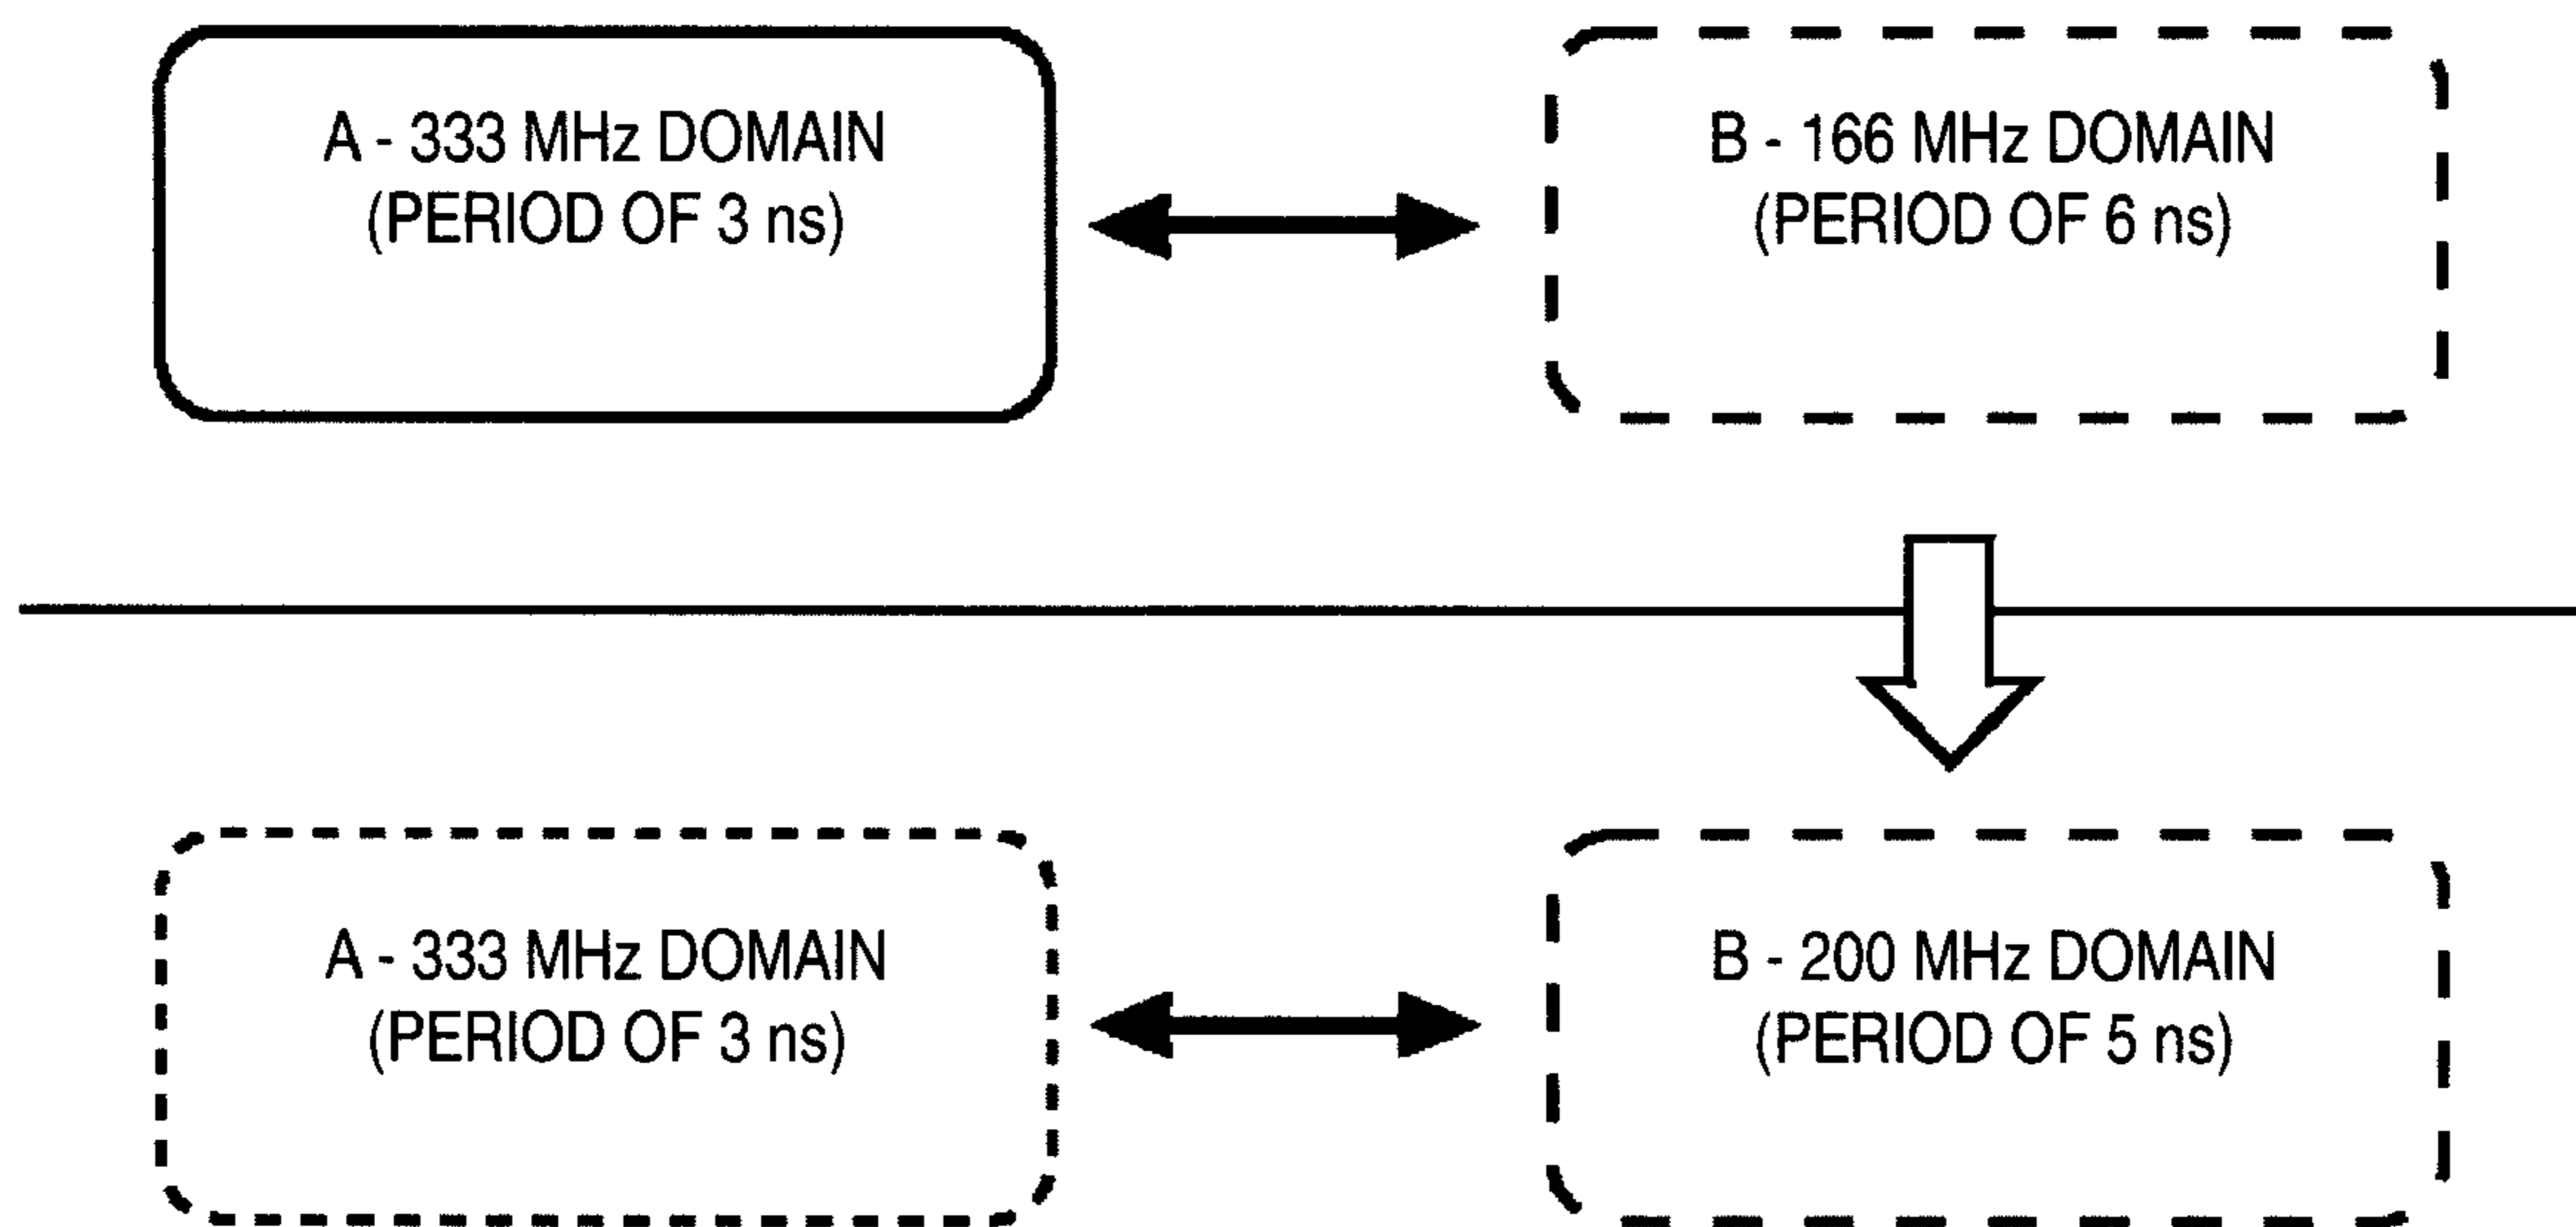 A - 333 MHz DOMAIN
(PERIOD OF 3 ns)
B - 166 MHz DOMAIN
(PERIOD OF 6 ns)
A - 333 MHz DOMAIN
(PERIOD OF 3 ns)
B - 200 MHz DOMAIN
(PERIOD OF 5 ns)